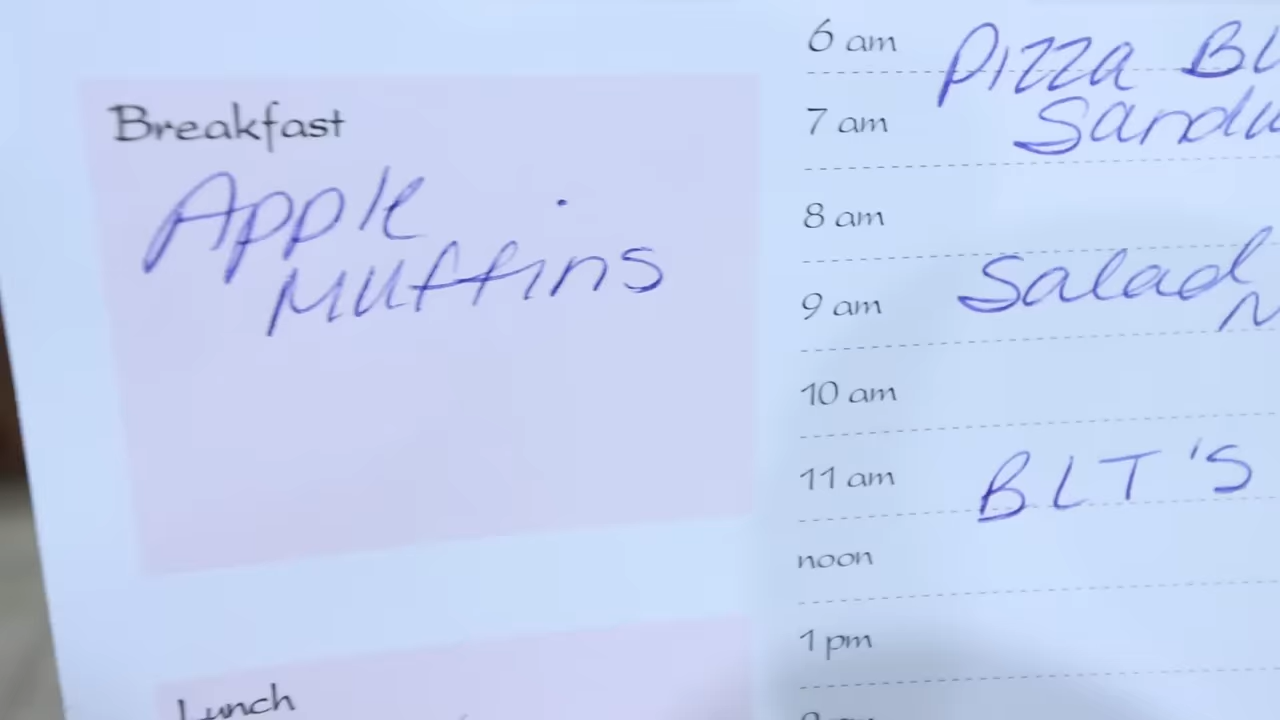 Breakfast
Apple
Muffins
Lunch
6 am
Pizza
7 am
8 am
Salad
9 am
10 am
11 am BLT'S
noon
1 pm